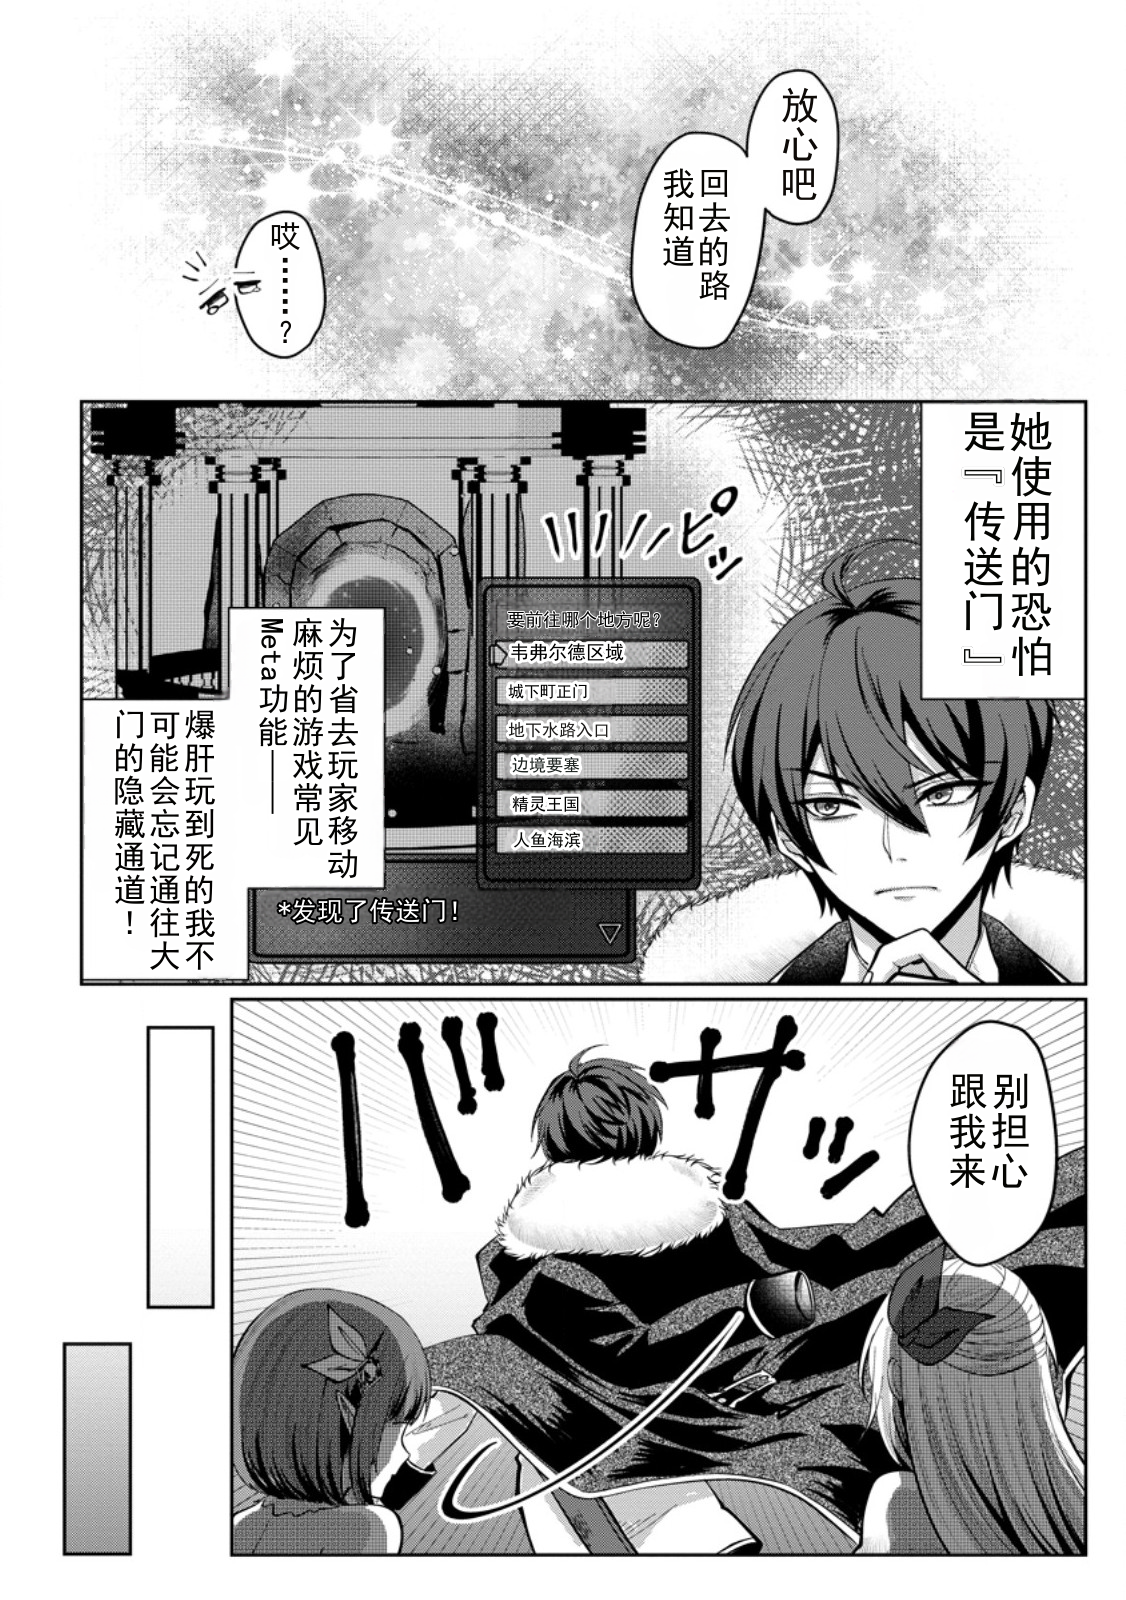 放心吧
回去的路
我知道
哎……?
她使用的恐怕
是『传送门』
ピッ
要前往哪个地方呢?
韦弗尔德区域
城下町正门
地下水路入口
边境要塞
精灵王国
人鱼海滨
*发现了传送门!
为了省去玩家移动
麻烦的游戏常见
Meta功能——
爆肝玩到死的我不
可能会忘记通往大
门的隐藏通道!
别担心
跟我来
バサッ